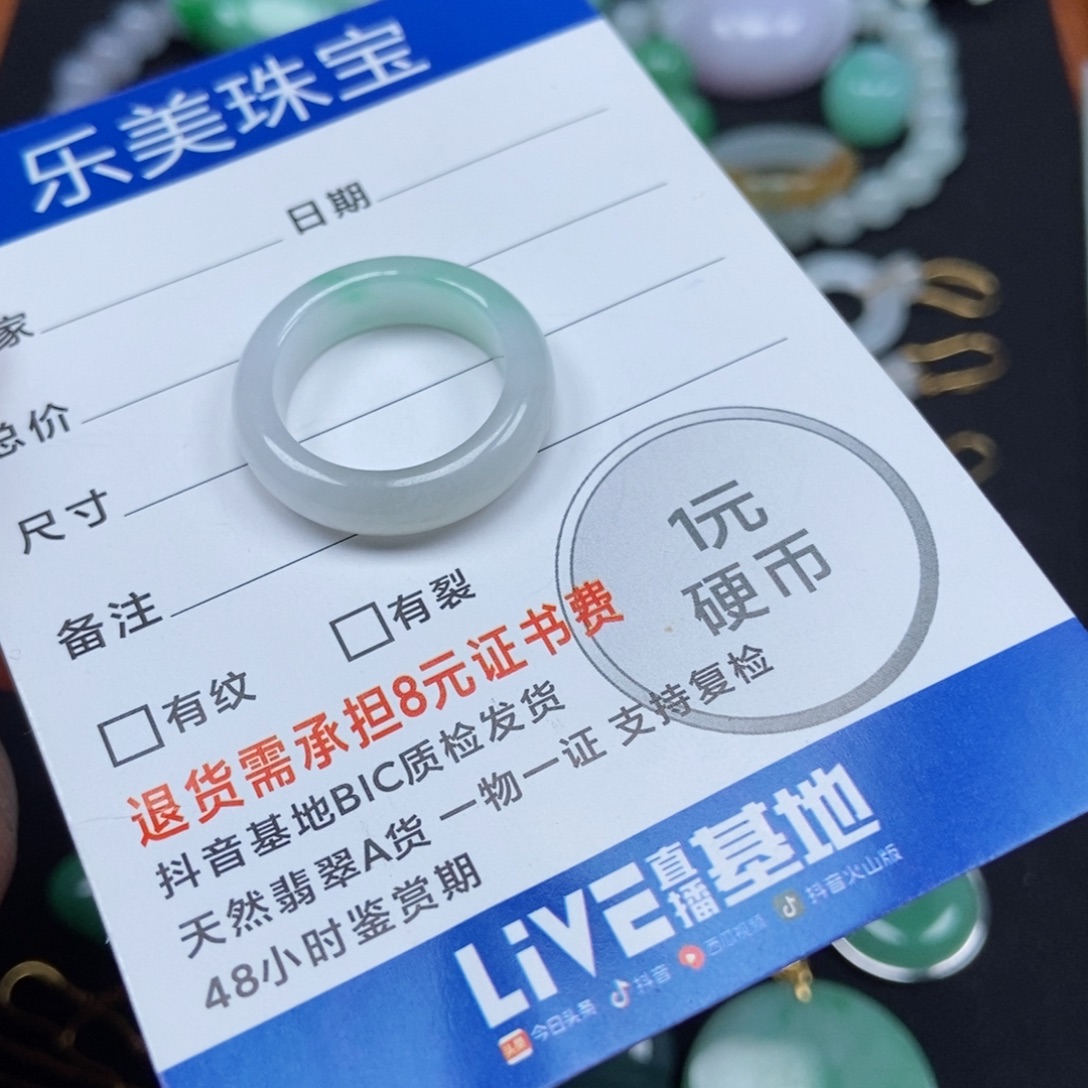 乐美珠宝
日期
家
总价
尺寸
备注
有裂
有纹
1元
硬币
退货需承担8元证书费
抖音基地BIC质检发货
天然翡翠A货 一物一证 支持复检
48小时鉴赏期
LiVE直播基地
头条 今日头条 抖音 西瓜视频 抖音火山版